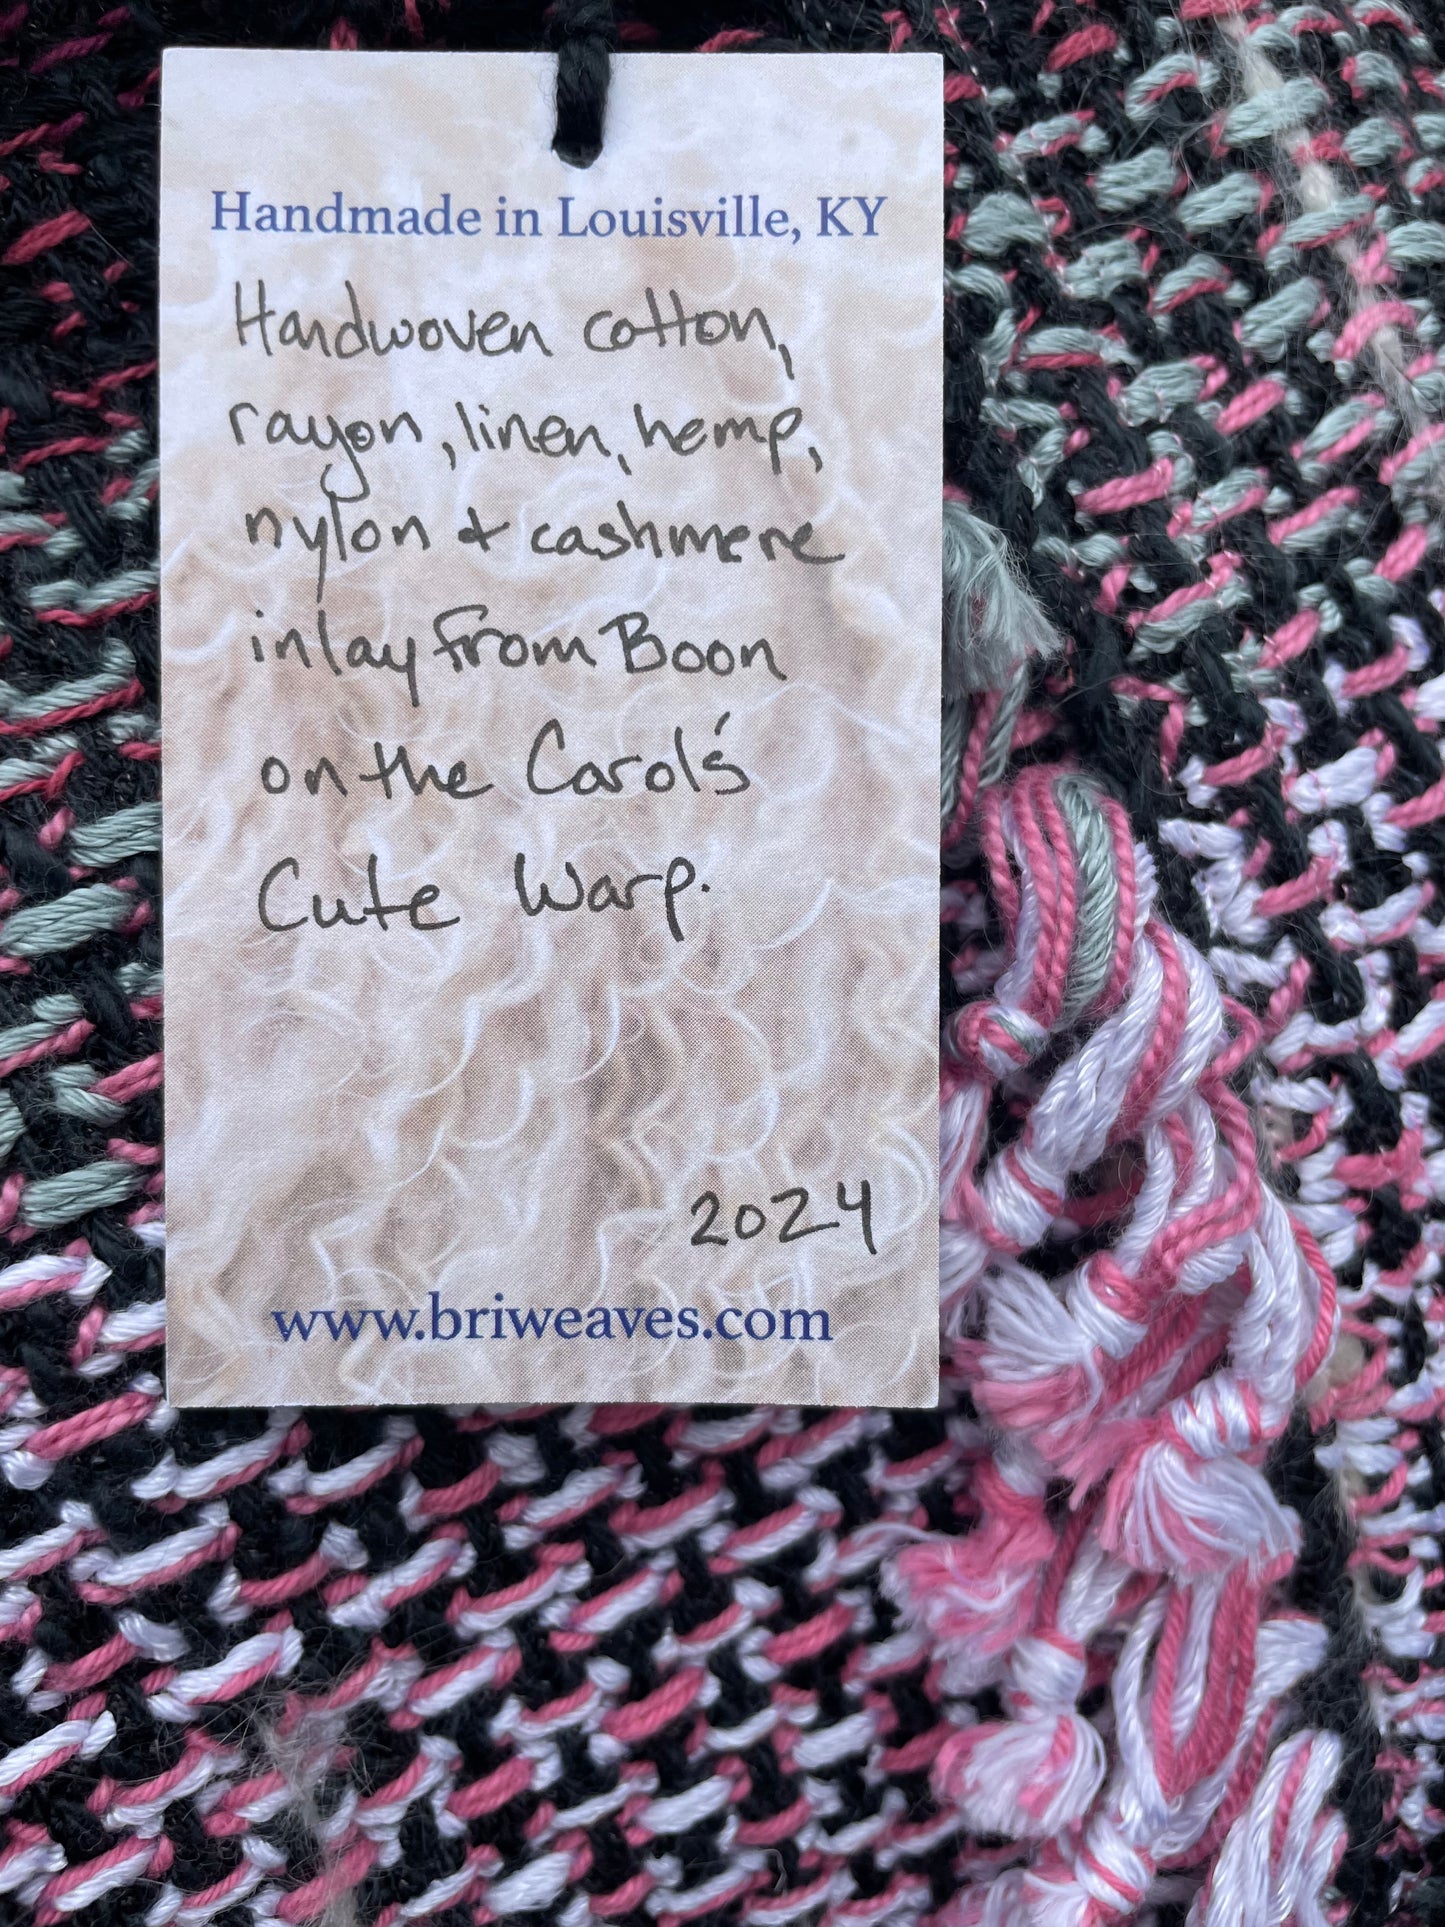 Handmade in Louisville, KY
Handwoven cotton,
rayon, linen, hemp,
nylon + cashmere
inlay from Boon
on the Carol's
Cute Warp.
2024
www.briweaves.com